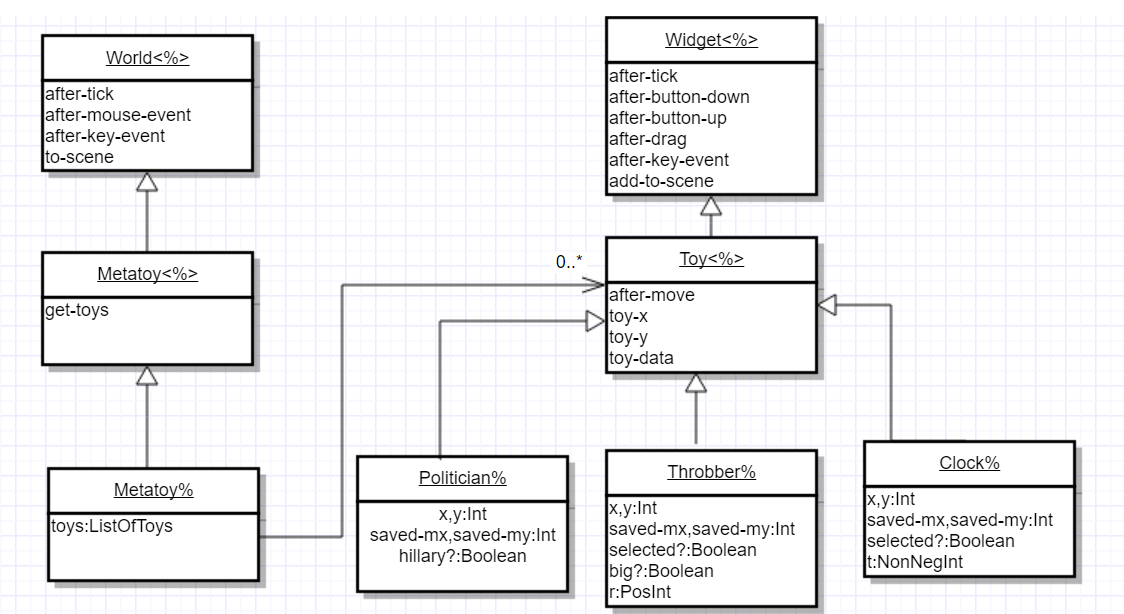 World<%>
after-tick
after-mouse-event
after-key-event
to-scene
Widget<%>
after-tick
after-button-down
after-button-up
after-drag
after-key-event
add-to-scene
Metatoy<%>
get-toys
0..*
Toy<%>
after-move
toy-x
toy-y
toy-data
Metatoy%
toys:ListOfToys
Politician%
x,y:Int
saved-mx,saved-my:Int
hillary?:Boolean
Throbber%
x,y:Int
saved-mx,saved-my:Int
selected?:Boolean
big?:Boolean
r:PosInt
Clock%
x,y:Int
saved-mx,saved-my:Int
selected?:Boolean
t:NonNegInt